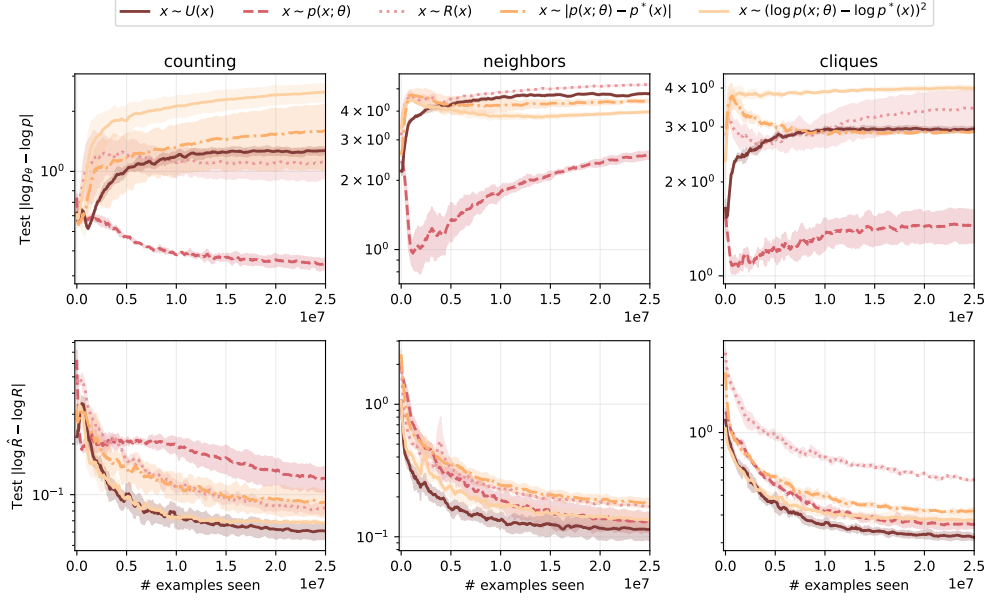 x ~ U(x) x ~ p(x; θ) x ~ R(x) x ~ |p(x; θ) − p*(x)| x ~ (log p(x; θ) − log p*(x))²
counting neighbors cliques
Test |log pθ − log p|
10⁰
4 × 10⁰
3 × 10⁰
2 × 10⁰
10⁰
4 × 10⁰
3 × 10⁰
2 × 10⁰
10⁰
0.0 0.5 1.0 1.5 2.0 2.5
1e7
0.0 0.5 1.0 1.5 2.0 2.5
1e7
0.0 0.5 1.0 1.5 2.0 2.5
1e7
Test |log R̂ − log R|
10⁻¹
10⁰
10⁻¹
10⁰
0.0 0.5 1.0 1.5 2.0 2.5
# examples seen 1e7
0.0 0.5 1.0 1.5 2.0 2.5
# examples seen 1e7
0.0 0.5 1.0 1.5 2.0 2.5
# examples seen 1e7